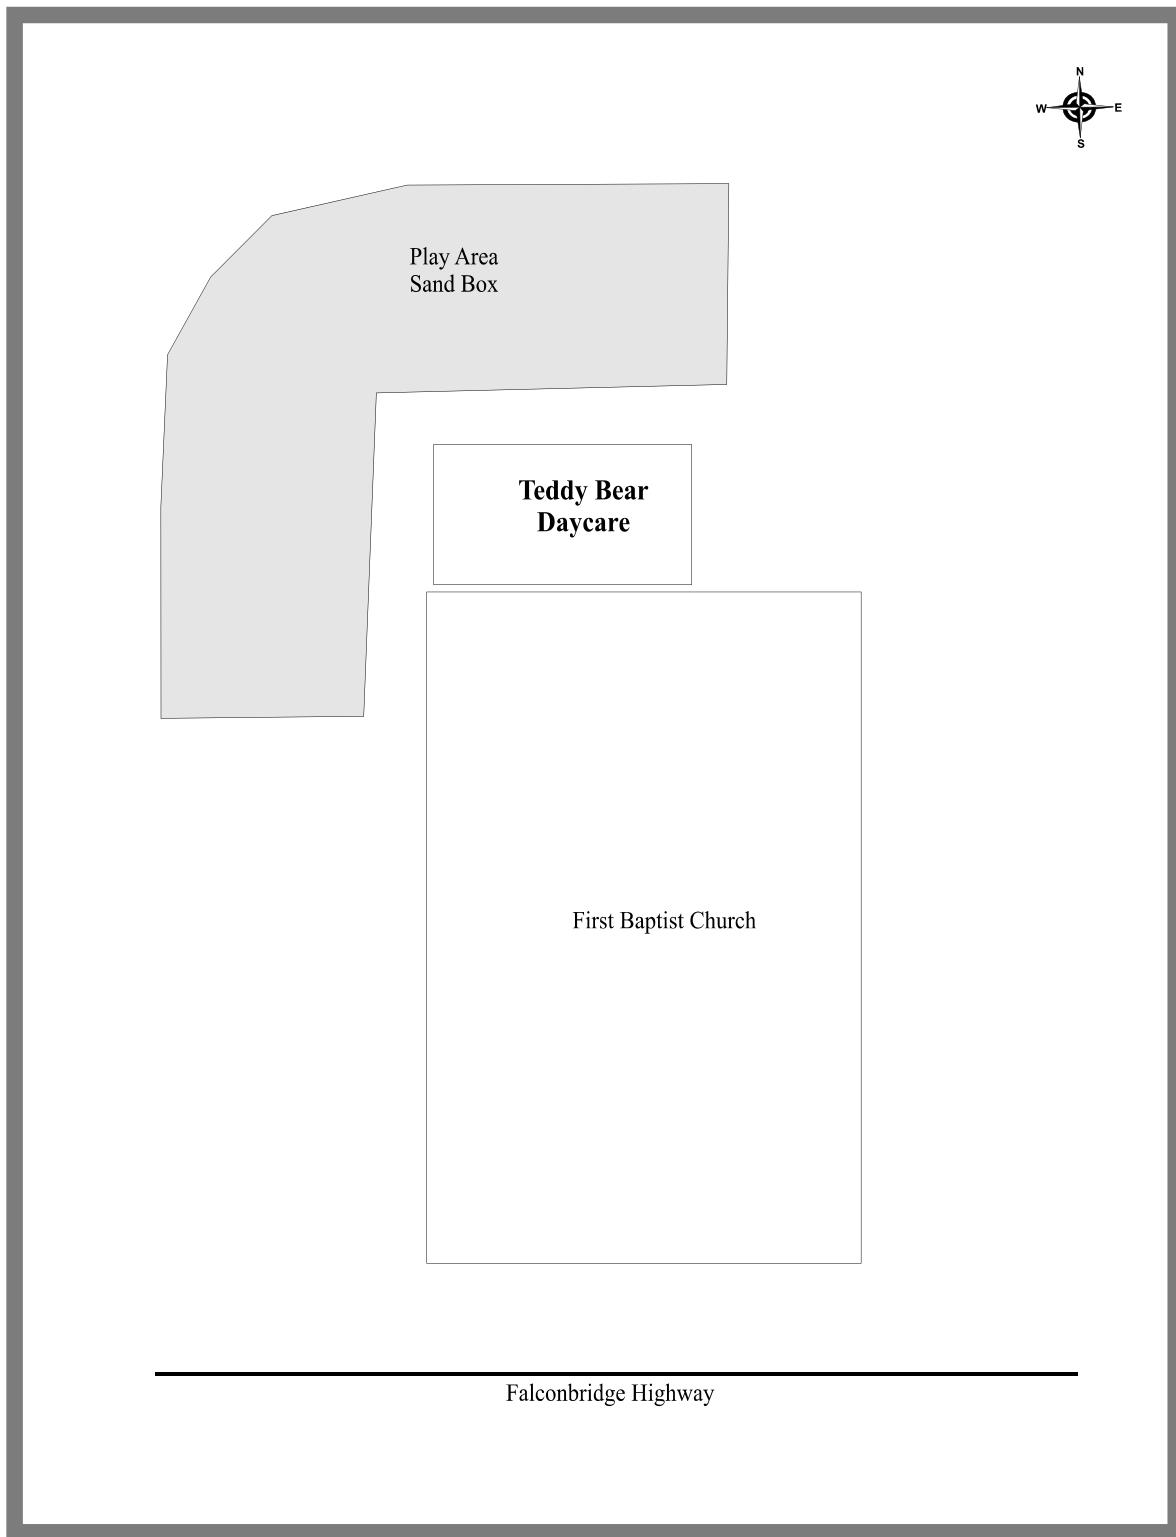 N
W E
S
Play Area
Sand Box
Teddy Bear
Daycare
First Baptist Church
Falconbridge Highway